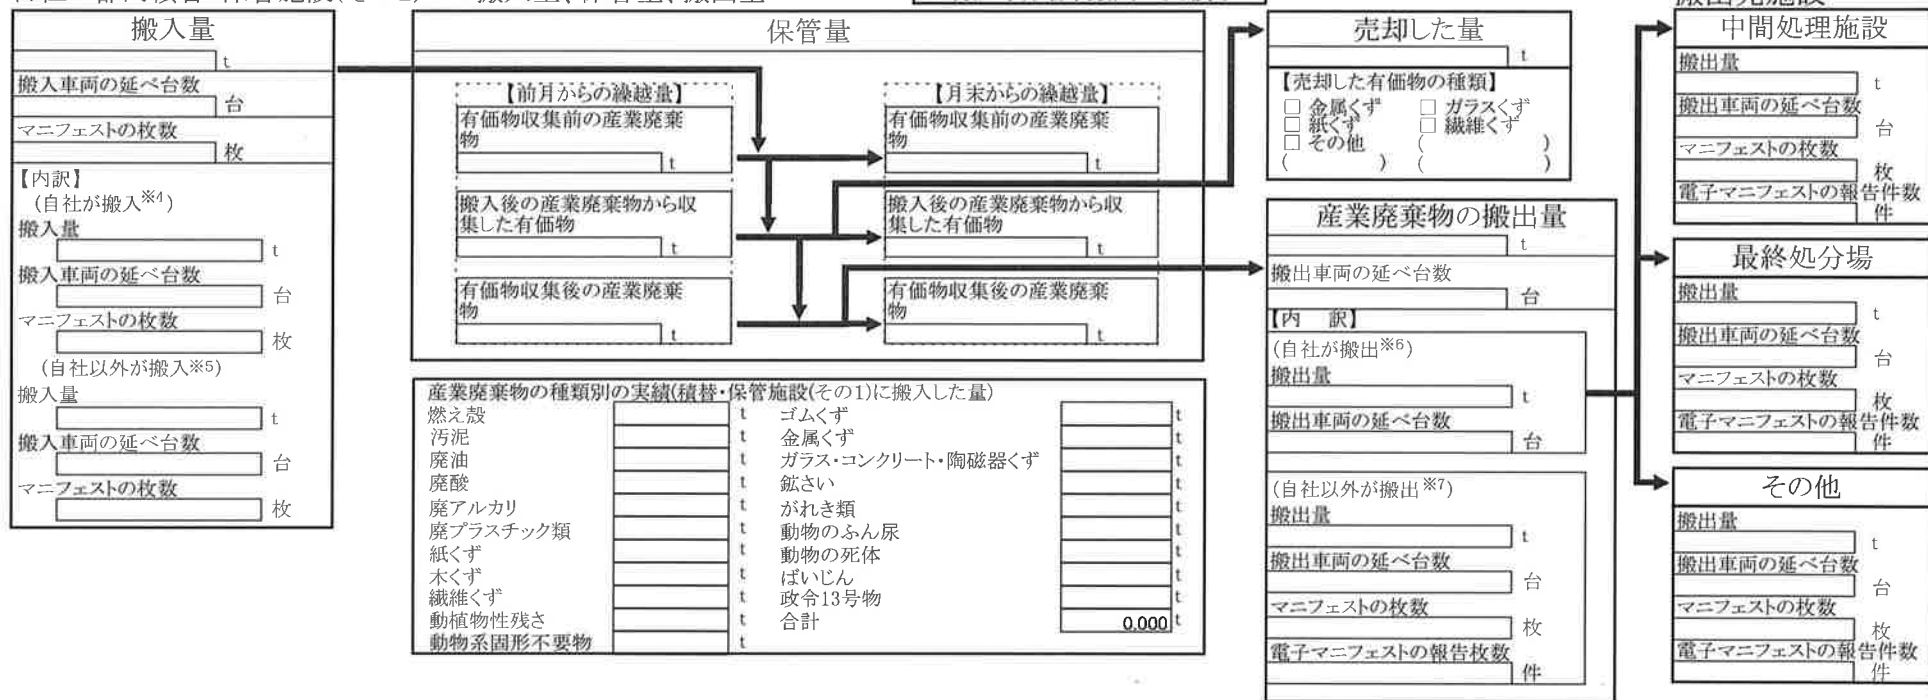 搬入量
t
搬入車両の延べ台数
台
マニフェストの枚数
枚
【内訳】
(自社が搬入※4)
搬入量
t
搬入車両の延べ台数
台
マニフェストの枚数
枚
(自社以外が搬入※5)
搬入量
t
搬入車両の延べ台数
台
マニフェストの枚数
枚
保管量
【前月からの繰越量】
有価物収集前の産業廃棄
物
t
搬入後の産業廃棄物から収
集した有価物
t
有価物収集後の産業廃棄
物
t
【月末からの繰越量】
有価物収集前の産業廃棄
物
t
搬入後の産業廃棄物から収
集した有価物
t
有価物収集後の産業廃棄
物
t
産業廃棄物の種類別の実績(積替・保管施設(その1)に搬入した量)
燃え殻 t ゴムくず t
汚泥 t 金属くず t
廃油 t ガラス・コンクリート・陶磁器くず t
廃酸 t 鉱さい t
廃アルカリ t がれき類 t
廃プラスチック類 t 動物のふん尿 t
紙くず t 動物の死体 t
木くず t ばいじん t
繊維くず t 政令13号物 t
動植物性残さ t 合計 0.000 t
動物系固形不要物 t
売却した量
t
【売却した有価物の種類】
□ 金属くず □ ガラスくず
□ 紙くず □ 繊維くず
□ その他 ( )
( ) ( )
産業廃棄物の搬出量
t
搬出車両の延べ台数
台
【内 訳】
(自社が搬出※6)
搬出量
t
搬出車両の延べ台数
台
(自社以外が搬出※7)
搬出量
t
搬出車両の延べ台数
台
マニフェストの枚数
枚
電子マニフェストの報告枚数
件
中間処理施設
搬出量
t
搬出車両の延べ台数
台
マニフェストの枚数
枚
電子マニフェストの報告件数
件
最終処分場
搬出量
t
搬出車両の延べ台数
台
マニフェストの枚数
枚
電子マニフェストの報告件数
件
その他
搬出量
t
搬出車両の延べ台数
台
マニフェストの枚数
枚
電子マニフェストの報告件数
件